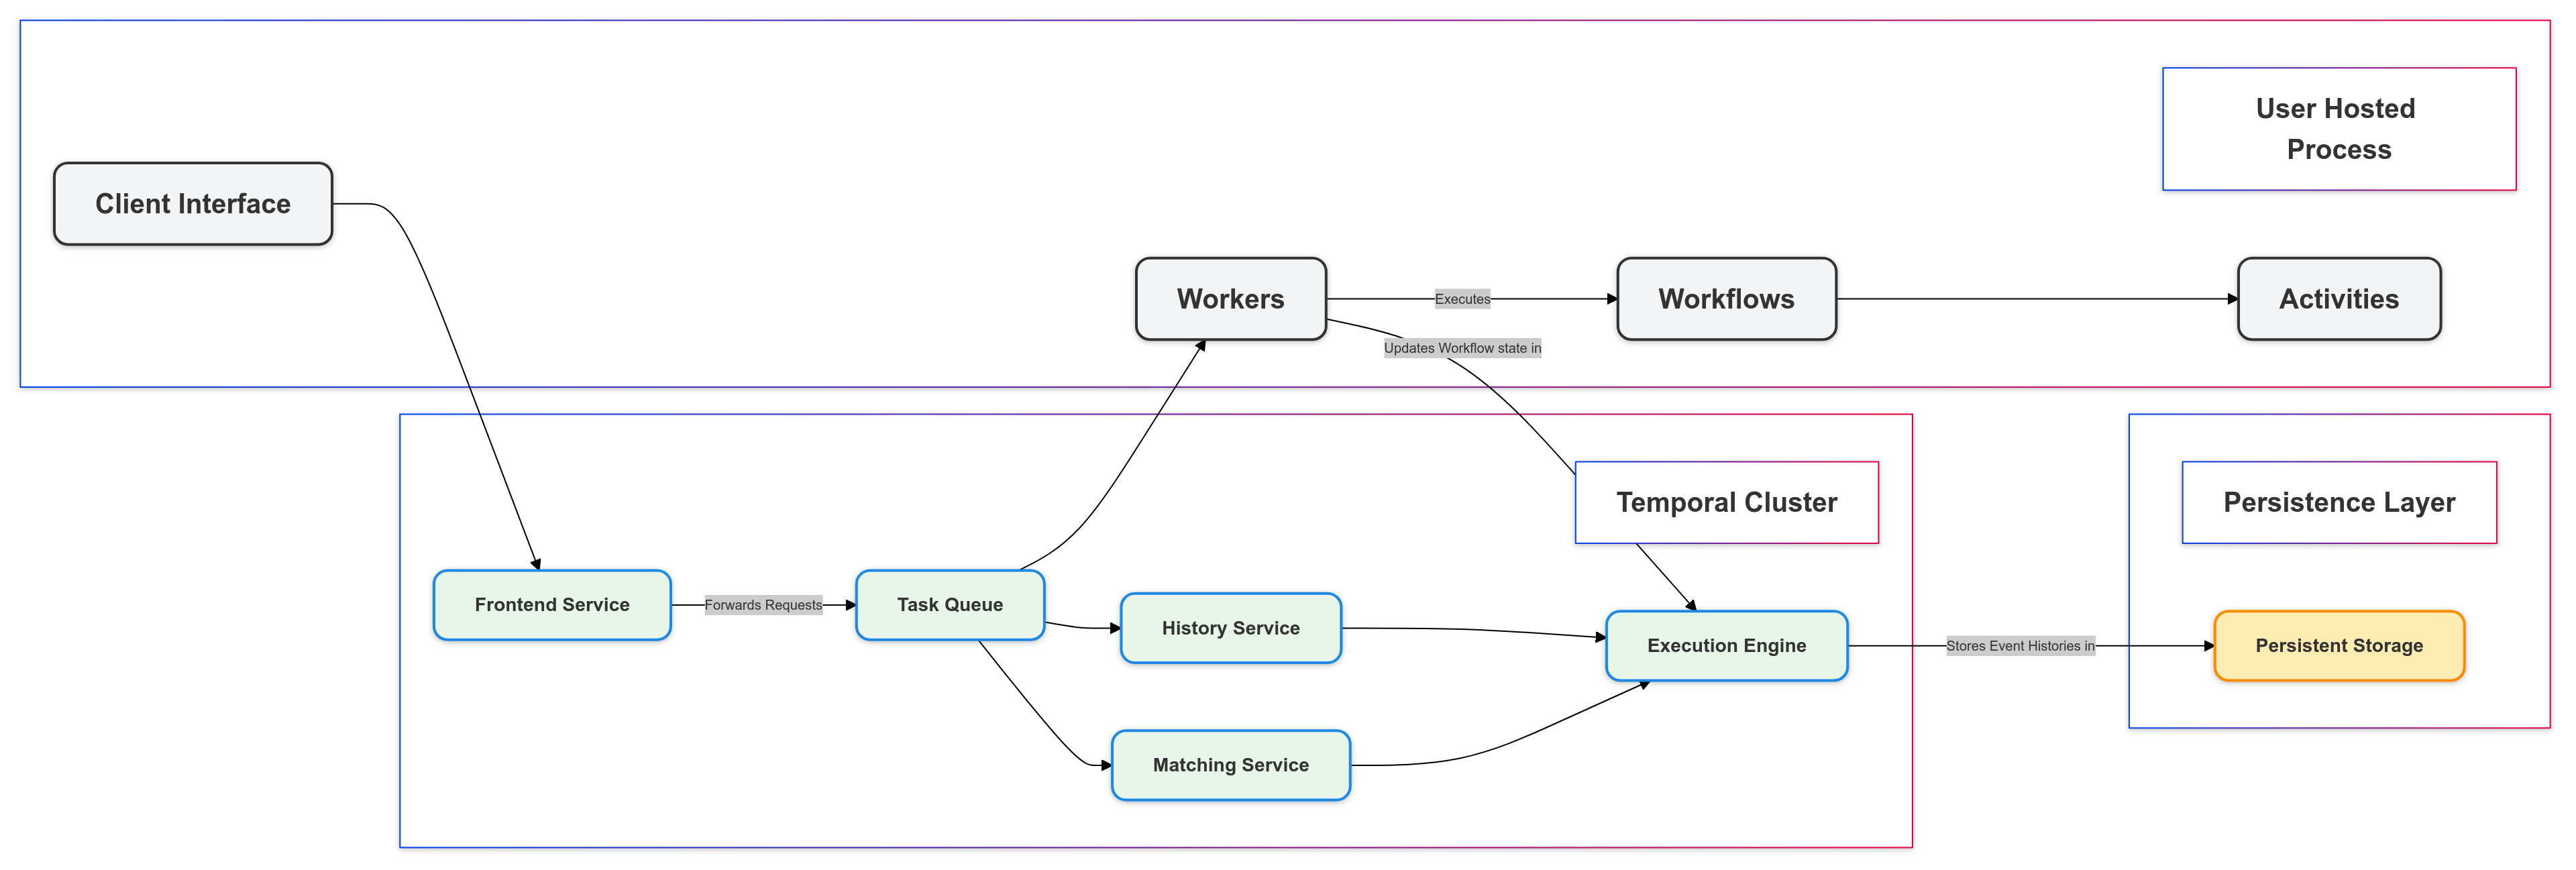 User Hosted
Process
Client Interface
Workers
Executes
Workflows
Activities
Updates Workflow state in
Temporal Cluster
Persistence Layer
Frontend Service
Forwards Requests
Task Queue
History Service
Execution Engine
Stores Event Histories in
Persistent Storage
Matching Service